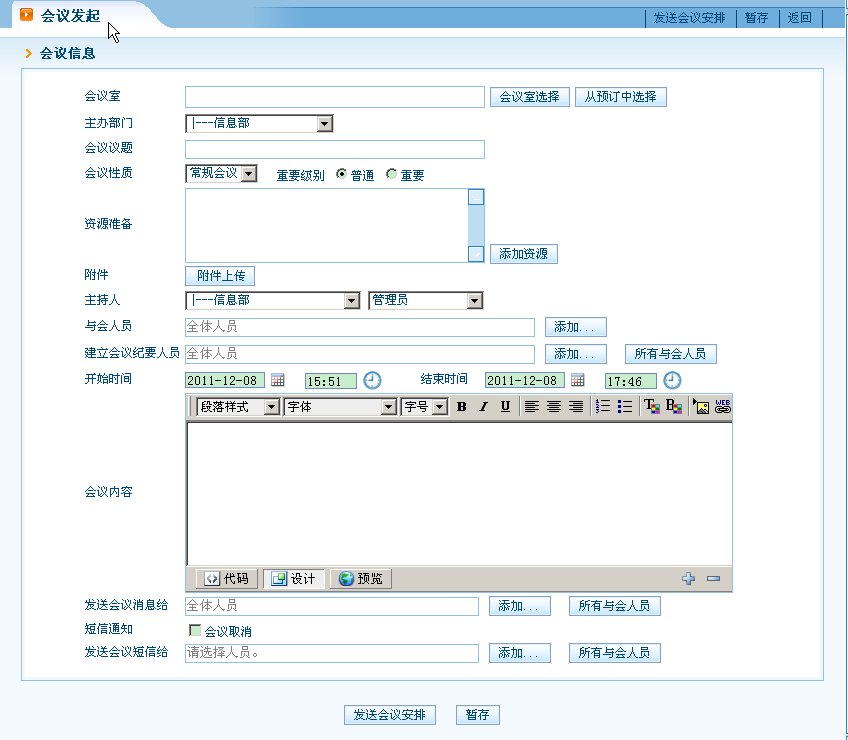 会议发起 发送会议安排 暂存 返回
会议信息
会议室 会议室选择 从预订中选择
主办部门 |---信息部
会议议题
会议性质 常规会议 重要级别 普通 重要
资源准备 添加资源
附件 附件上传
主持人 |---信息部 管理员
与会人员 全体人员 添加...
建立会议纪要人员 全体人员 添加... 所有与会人员
开始时间 2011-12-08 15:51 结束时间 2011-12-08 17:46
段落样式 字体 字号 B I U T B WEB
会议内容
代码 设计 预览
发送会议消息给 全体人员 添加... 所有与会人员
短信通知 会议取消
发送会议短信给 请选择人员。 添加... 所有与会人员
发送会议安排 暂存